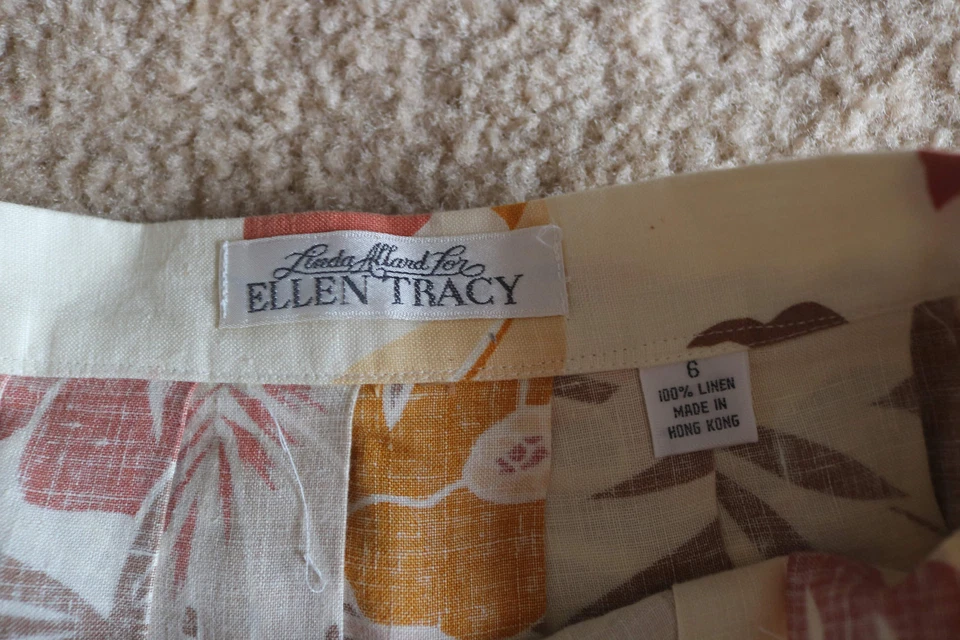 Linda Allard for
ELLEN TRACY
6
100% LINEN
MADE IN
HONG KONG